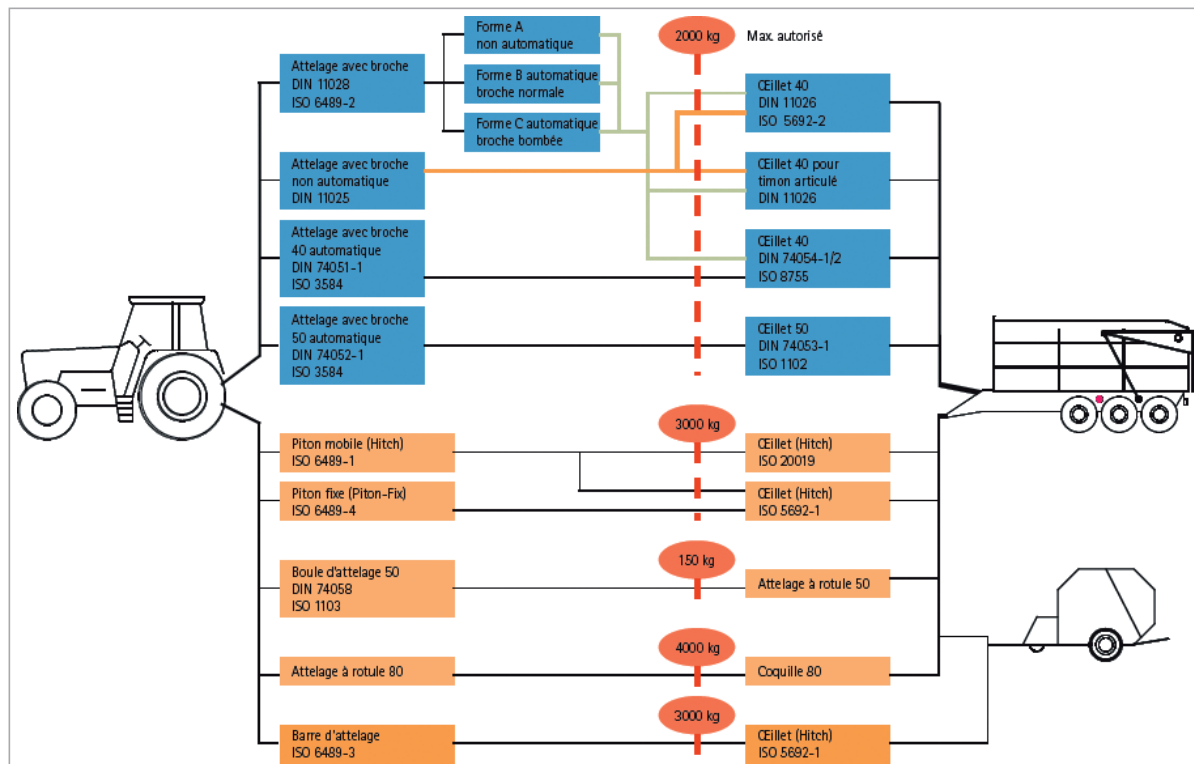 Forme A
non automatique
2000 kg
Max. autorisé
Attelage avec broche
DIN 11028
ISO 6489-2
Forme B automatique
broche normale
Œillet 40
DIN 11026
ISO 5692-2
Forme C automatique
broche bombée
Attelage avec broche
non automatique
DIN 11025
Œillet 40 pour
timon articulé
DIN 11026
Attelage avec broche
40 automatique
DIN 74051-1
ISO 3584
Œillet 40
DIN 74054-1/2
ISO 8755
Attelage avec broche
50 automatique
DIN 74052-1
ISO 3584
Œillet 50
DIN 74053-1
ISO 1102
3000 kg
Piton mobile (Hitch)
ISO 6489-1
Œillet (Hitch)
ISO 20019
Piton fixe (Piton-Fix)
ISO 6489-4
Œillet (Hitch)
ISO 5692-1
150 kg
Boule d'attelage 50
DIN 74058
ISO 1103
Attelage à rotule 50
4000 kg
Attelage à rotule 80
Coquille 80
3000 kg
Barre d'attelage
ISO 6489-3
Œillet (Hitch)
ISO 5692-1